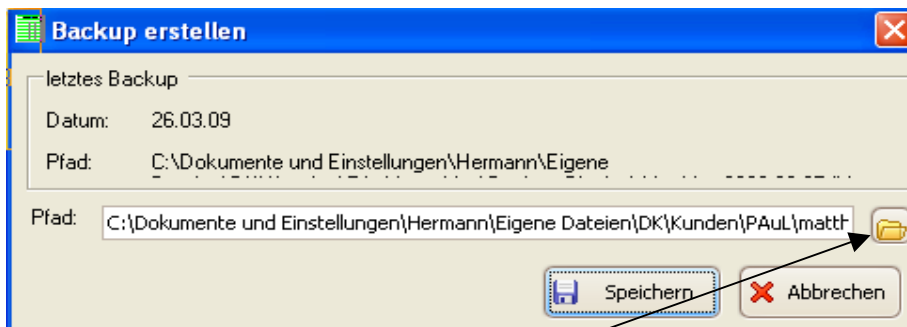 Backup erstellen
letztes Backup
Datum: 26.03.09
Pfad: C:\Dokumente und Einstellungen\Hermann\Eigene
Pfad: C:\Dokumente und Einstellungen\Hermann\Eigene Dateien\DK\Kunden\PAuL\matth
Speichern Abbrechen